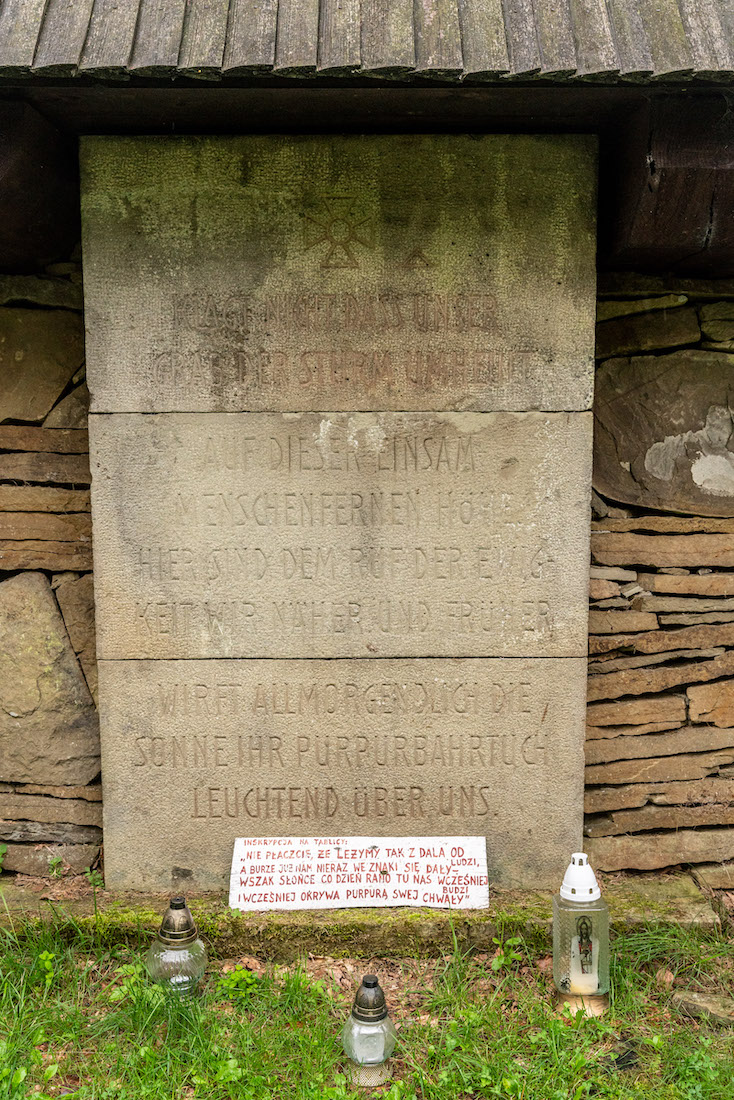 KLAGT NICHT DASS UNSER
GRAB DER STURM UMHEULT
AUF DIESER EINSAM
MENSCHENFERNEN HÖHE.
HIER SIND DEM RUF DER EWIG-
KEIT WIR NÄHER UND FRÜHER
WIRFT ALLMORGENDLICH DIE
SONNE IHR PURPURBAHRTUCH
LEUCHTEND ÜBER UNS.
INSKRYPCJA NA TABLICY:
„NIE PŁACZCIE, ŻE LEŻYMY TAK Z DALA OD LUDZI,
A BURZE JUŻ NAM NIERAZ WE ZNAKI SIĘ DAŁY-
WSZAK SŁOŃCE CO DZIEŃ RANO TU NAS WCZEŚNIEJ BUDZI
I WCZEŚNIEJ OKRYWA PURPURĄ SWEJ CHWAŁY"